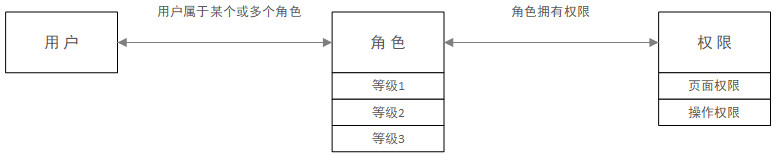 用户属于某个或多个角色
角色拥有权限
用 户
角 色
权 限
等级1
等级2
等级3
页面权限
操作权限